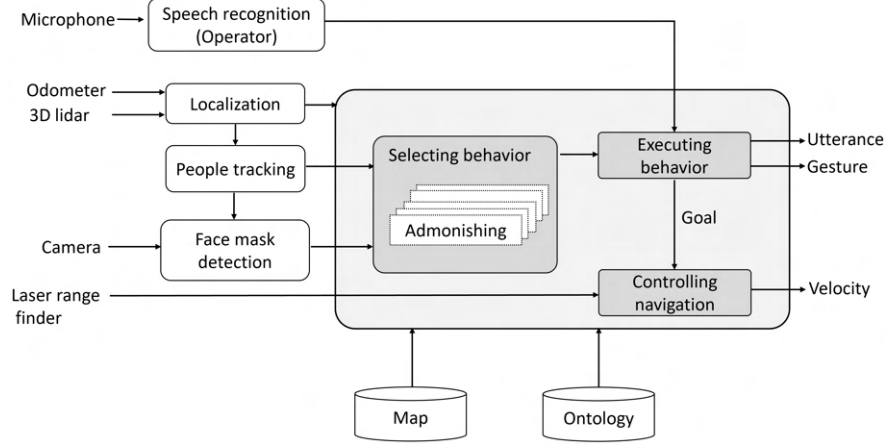 Microphone
Speech recognition
(Operator)
Odometer
3D lidar
Localization
People tracking
Selecting behavior
Admonishing
Executing
behavior
Utterance
Gesture
Goal
Camera
Face mask
detection
Laser range
finder
Controlling
navigation
Velocity
Map
Ontology